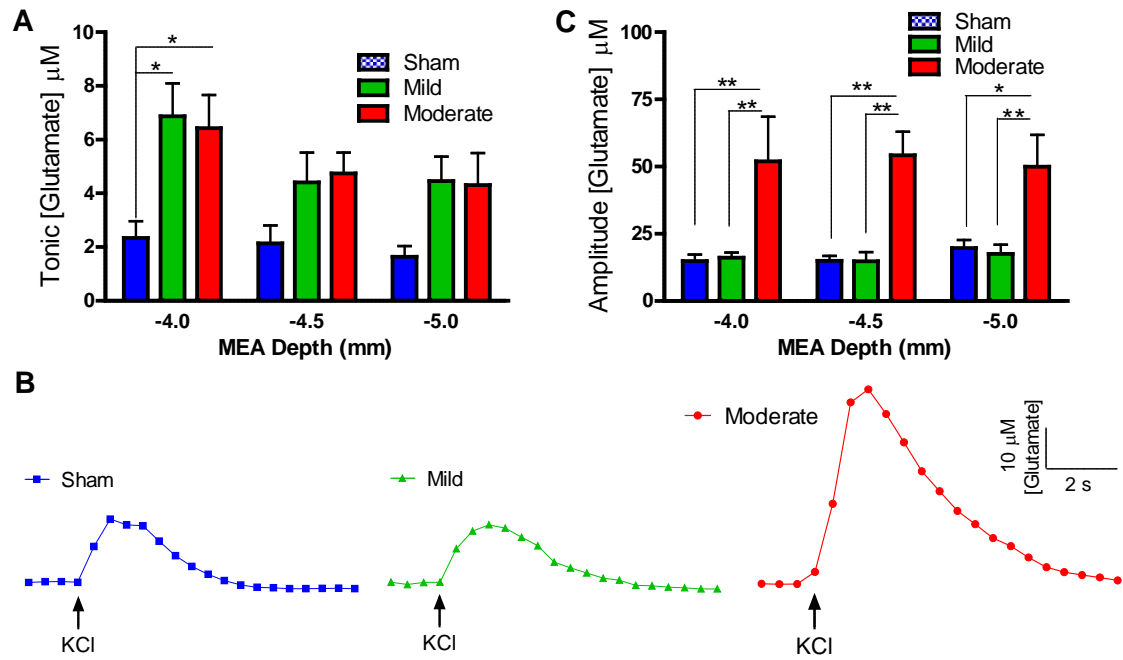 A
Tonic [Glutamate] μM
10
8
6
4
2
0
* 
*
Sham
Mild
Moderate
-4.0
-4.5
-5.0
MEA Depth (mm)
C
Amplitude [Glutamate] μM
100
75
50
25
0
Sham
Mild
Moderate
**
**
**
**
*
**
-4.0
-4.5
-5.0
MEA Depth (mm)
B
Sham
KCl
Mild
KCl
Moderate
KCl
10 μM
[Glutamate]
2 s